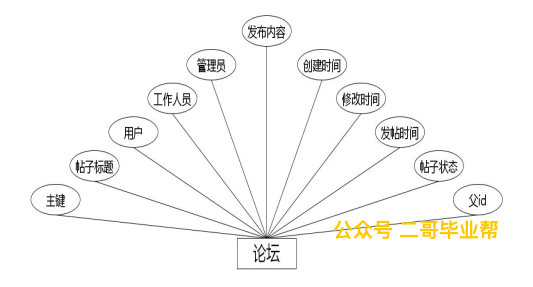 发布内容
管理员
创建时间
工作人员
修改时间
用户
发帖时间
帖子标题
帖子状态
主键
父id
公众号 二哥毕业帮
论坛